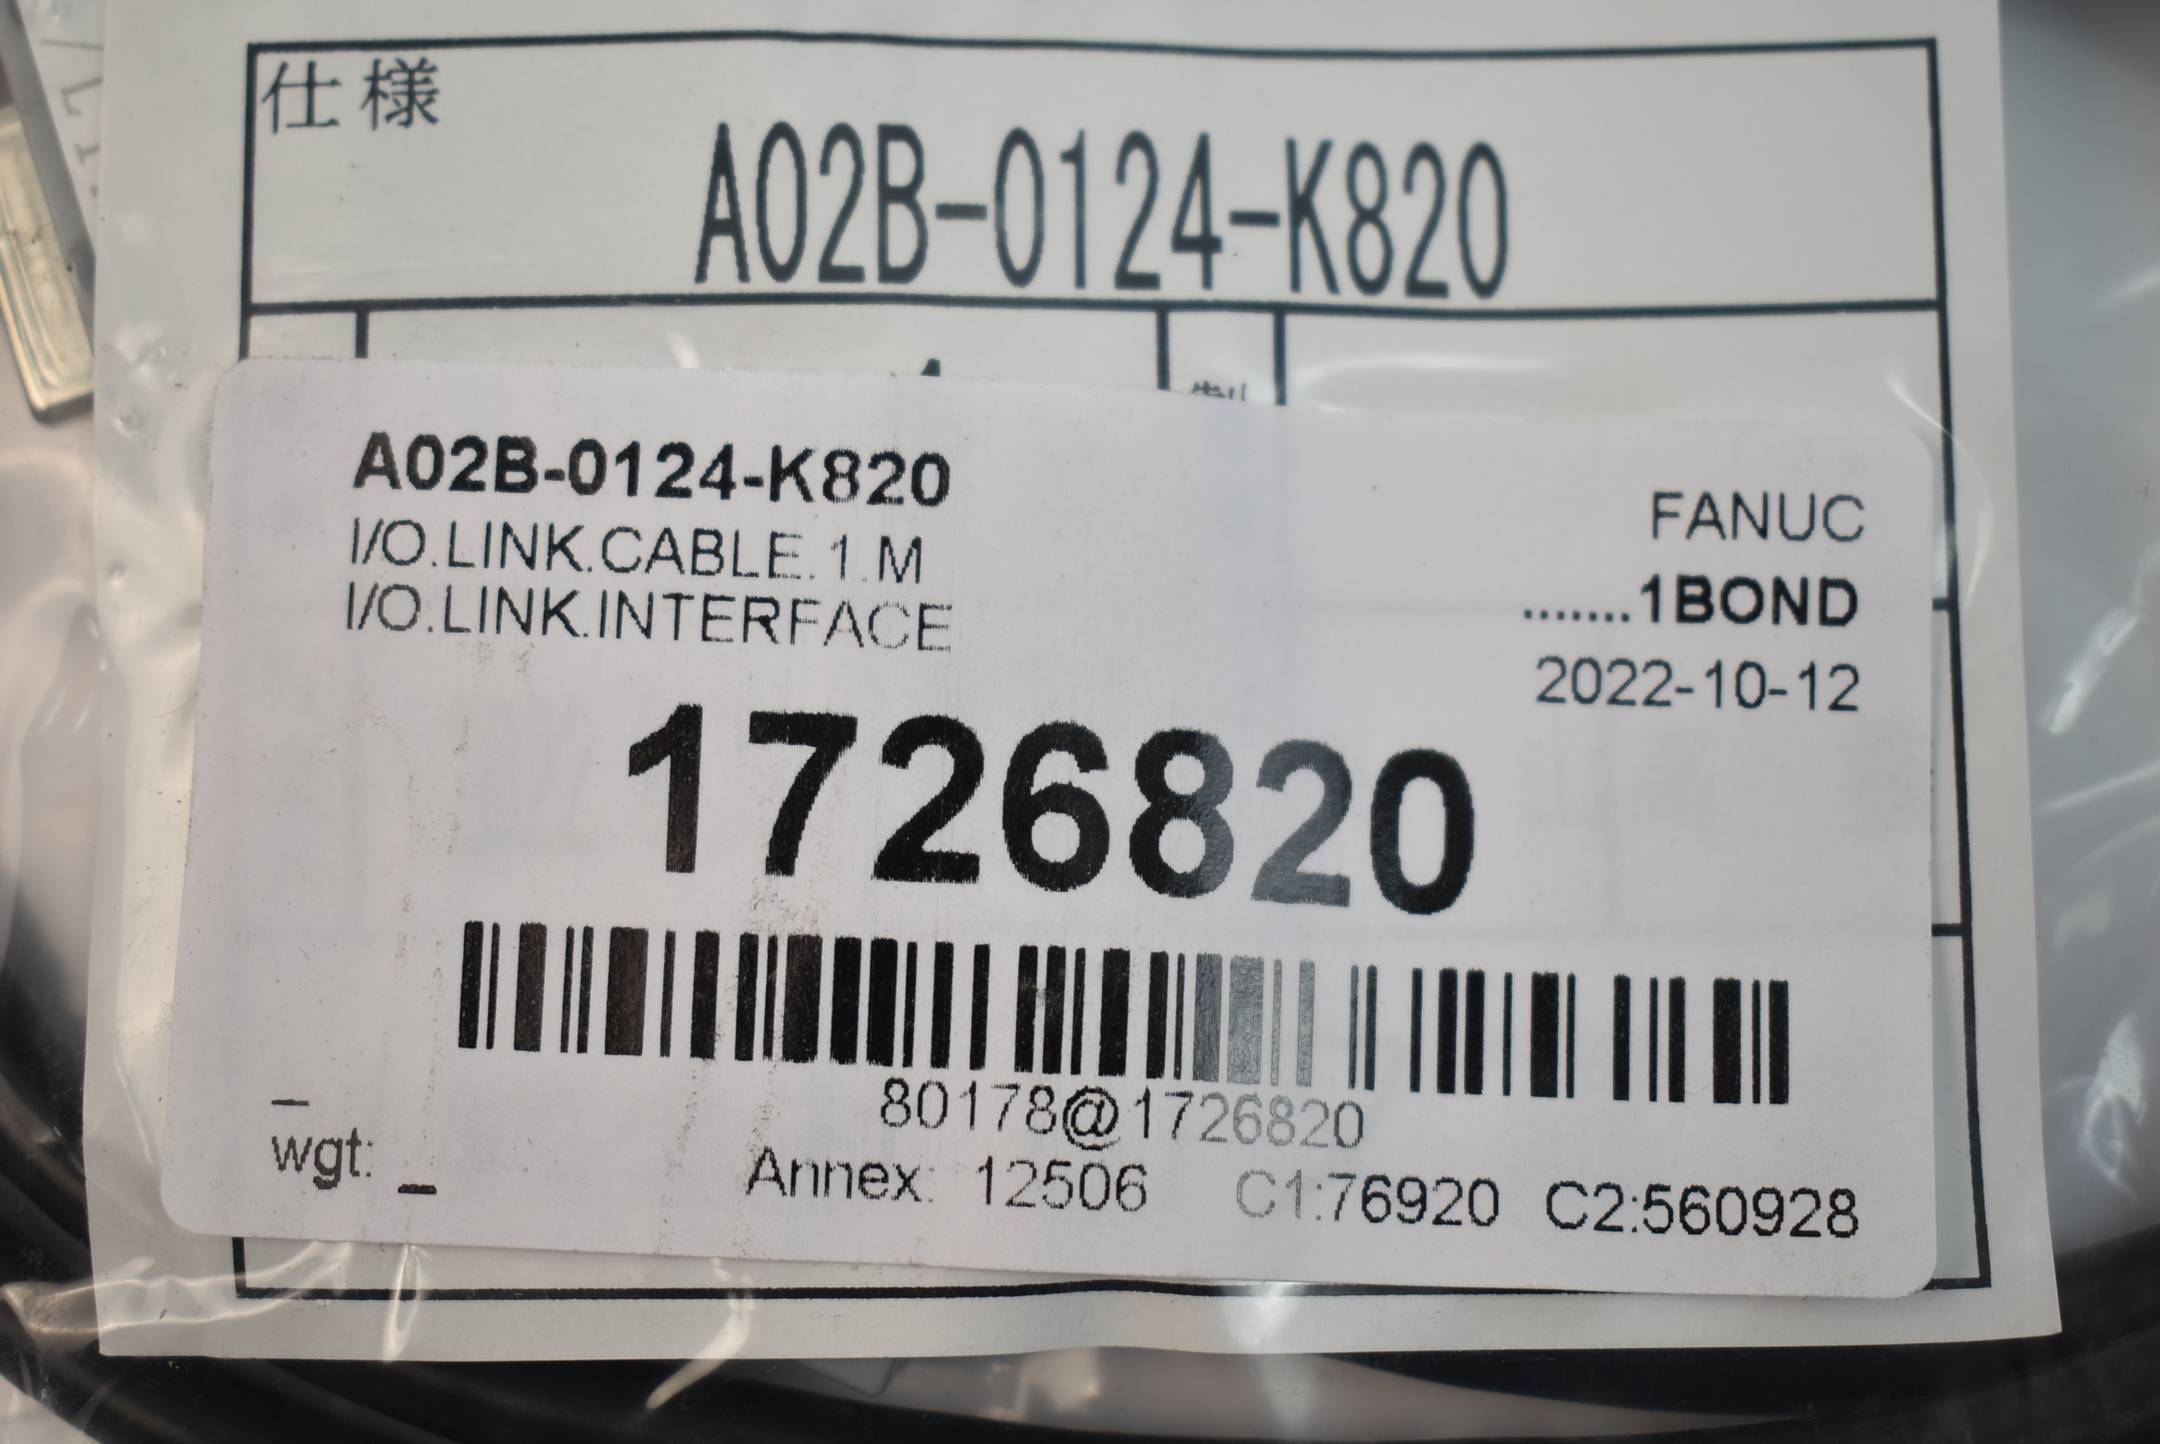 仕様
A02B-0124-K820
A02B-0124-K820
I/O.LINK.CABLE.1.M
I/O.LINK.INTERFACE
FANUC
.......1BOND
2022-10-12
1726820
80178@1726820
_
wgt: _
Annex: 12506 C1:76920 C2:560928